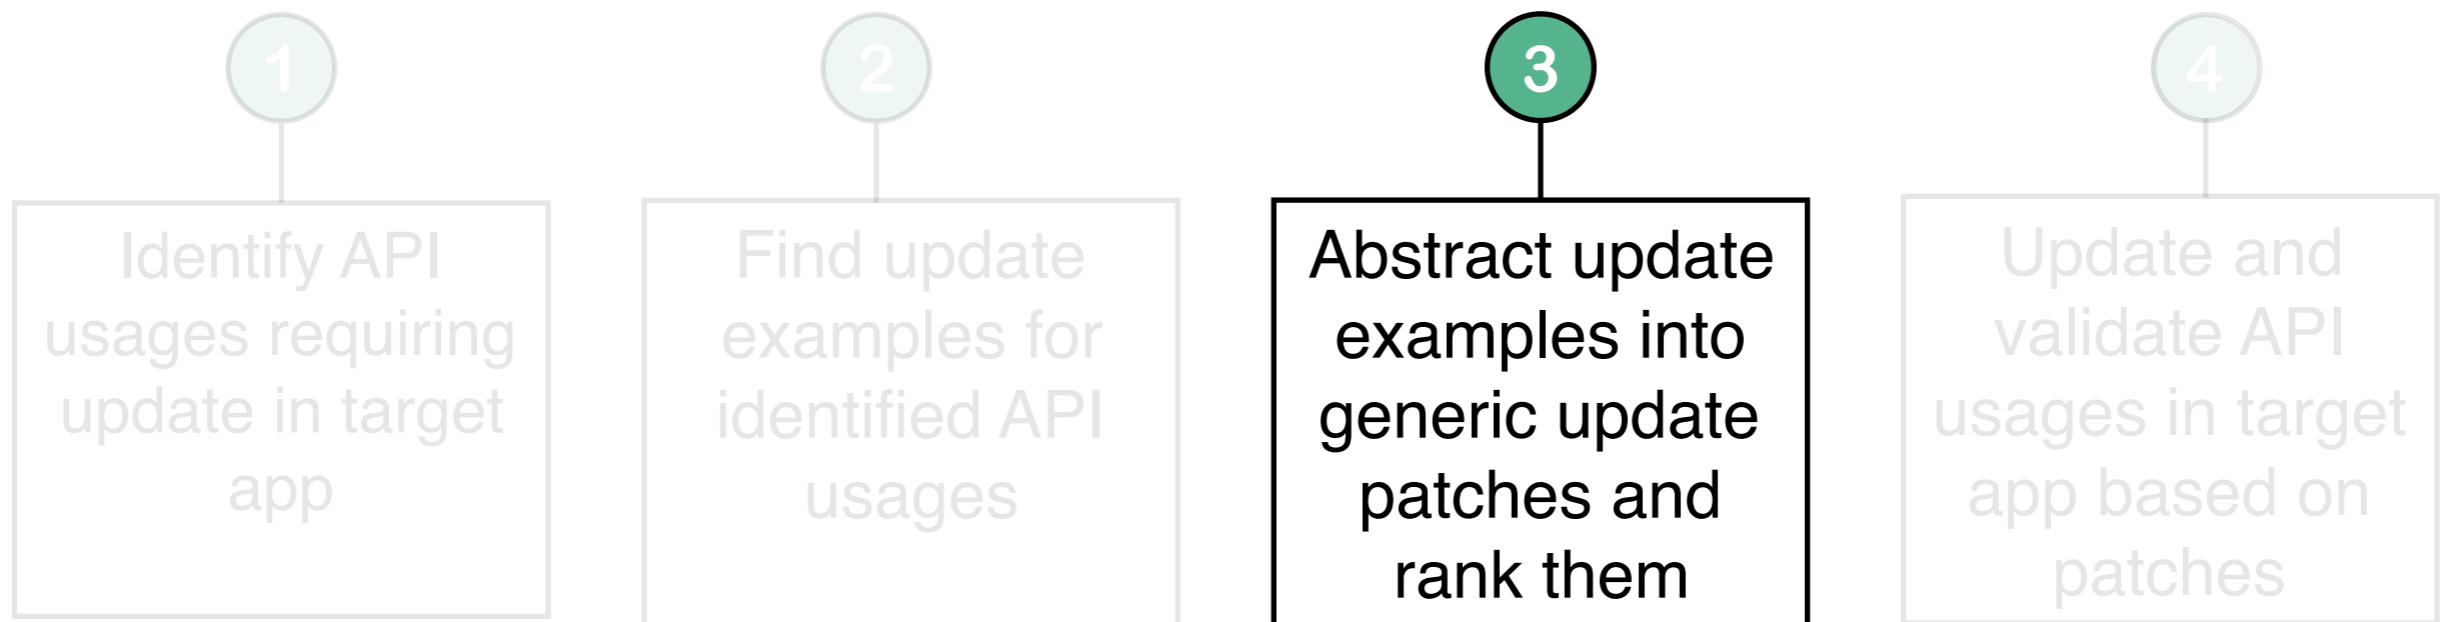 1
Identify API
usages requiring
update in target
app
2
Find update
examples for
identified API
usages
3
Abstract update
examples into
generic update
patches and
rank them
4
Update and
validate API
usages in target
app based on
patches